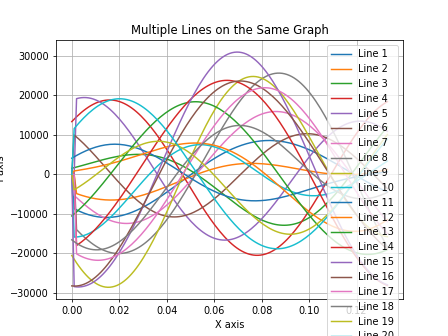 Multiple Lines on the Same Graph
30000
20000
10000
0
−10000
−20000
−30000
0.00 0.02 0.04 0.06 0.08 0.10
X axis
Line 1
Line 2
Line 3
Line 4
Line 5
Line 6
Line 7
Line 8
Line 9
Line 10
Line 11
Line 12
Line 13
Line 14
Line 15
Line 16
Line 17
Line 18
Line 19
Line 20